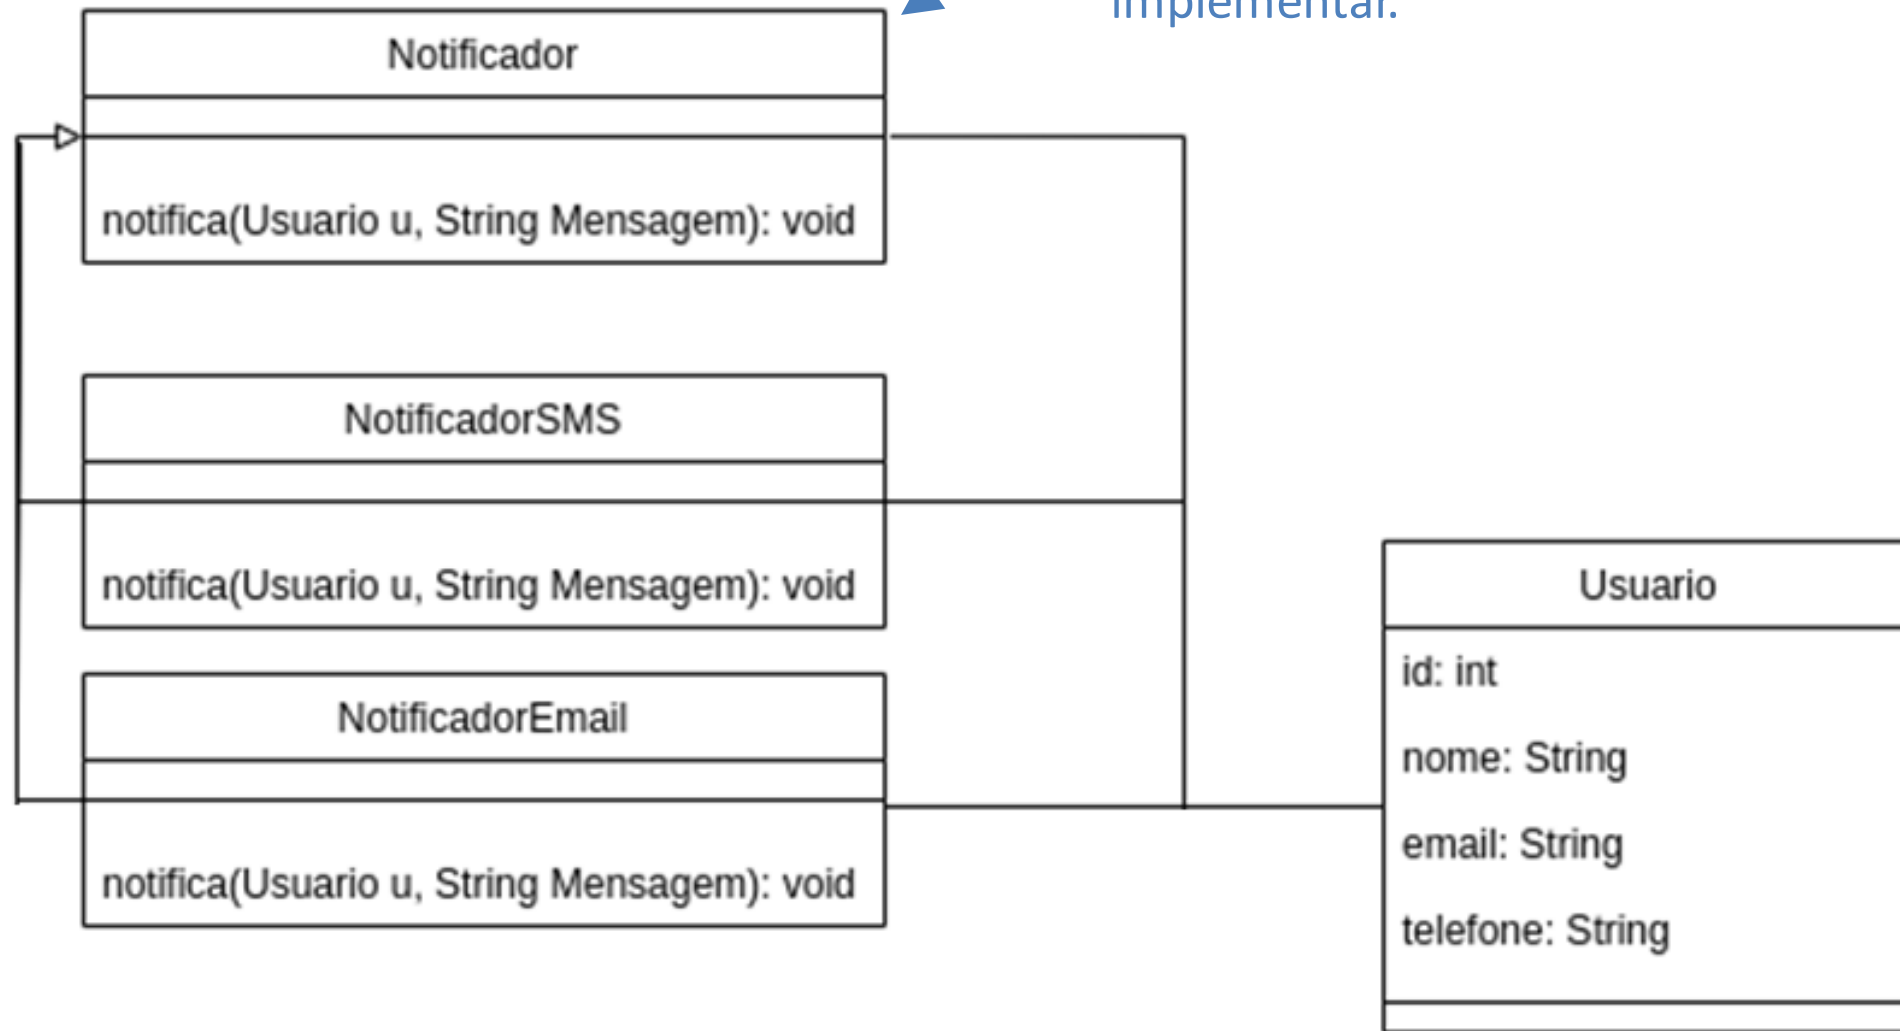 implementar.
Notificador
notifica(Usuario u, String Mensagem): void
NotificadorSMS
notifica(Usuario u, String Mensagem): void
NotificadorEmail
notifica(Usuario u, String Mensagem): void
Usuario
id: int
nome: String
email: String
telefone: String